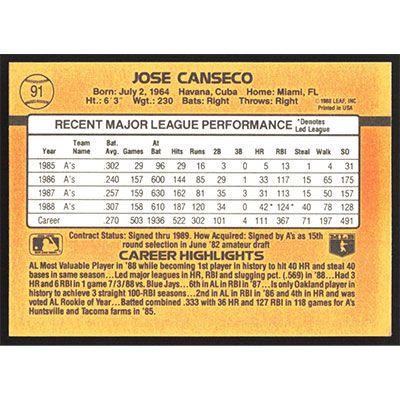 91
JOSE CANSECO
Born: July 2, 1964 Havana, Cuba Home: Miami, FL
Ht.: 6'3" Wgt.: 230 Bats: Right Throws: Right
© 1988 LEAF, INC.
Printed in USA
RECENT MAJOR LEAGUE PERFORMANCE *Denotes Led League
Year Team Name Bat. Avg. G At Bat Hits Runs 2B 3B HR RBI Steal Walk SO
1985 A's .302 29 96 29 16 3 0 5 13 1 4 31
1986 A's .240 157 600 144 85 29 1 33 117 15 65 175
1987 A's .257 159 630 162 81 35 3 31 113 15 50 157
1988 A's .307 158 610 187 120 34 0 42* 124* 40 78 128
Career .270 503 1936 522 302 101 4 111 367 71 197 491
Contract Status: Signed thru 1989. How Acquired: Signed by A's as 15th
round selection in June '82 amateur draft
CAREER HIGHLIGHTS
AL Most Valuable Player in '88 while becoming 1st player in history to hit 40 HR and steal 40
bases in same season...Led major leagues in HR, RBI and slugging pct. (.569) in '88...Had 3
HR and 6 RBI in 1 game 7/3/88 vs. Blue Jays...6th in AL in RBI in '87...Is only Oakland player in
history to achieve 3 straight 100-RBI seasons...2nd in AL in RBI in '86 and 4th in HR and was
voted AL Rookie of Year...Batted combined .333 with 36 HR and 127 RBI in 118 games for A's
Huntsville and Tacoma farms in '85.